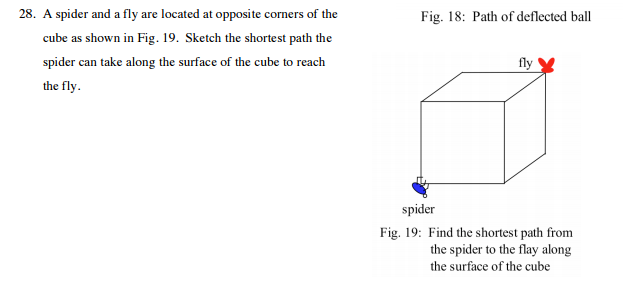 28. A spider and a fly are located at opposite corners of the
cube as shown in Fig. 19. Sketch the shortest path the
spider can take along the surface of the cube to reach
the fly.
Fig. 18: Path of deflected ball
fly
spider
Fig. 19: Find the shortest path from
the spider to the flay along
the surface of the cube